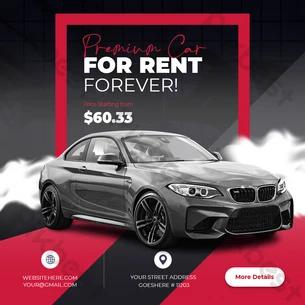 Premium Car
FOR RENT
FOREVER!
Price Starting from
$60.33
WEBSITEHERE.COM
YOUR@GMAIL.COM
YOUR STREET ADDRESS
GOESHERE # 11203
More Details